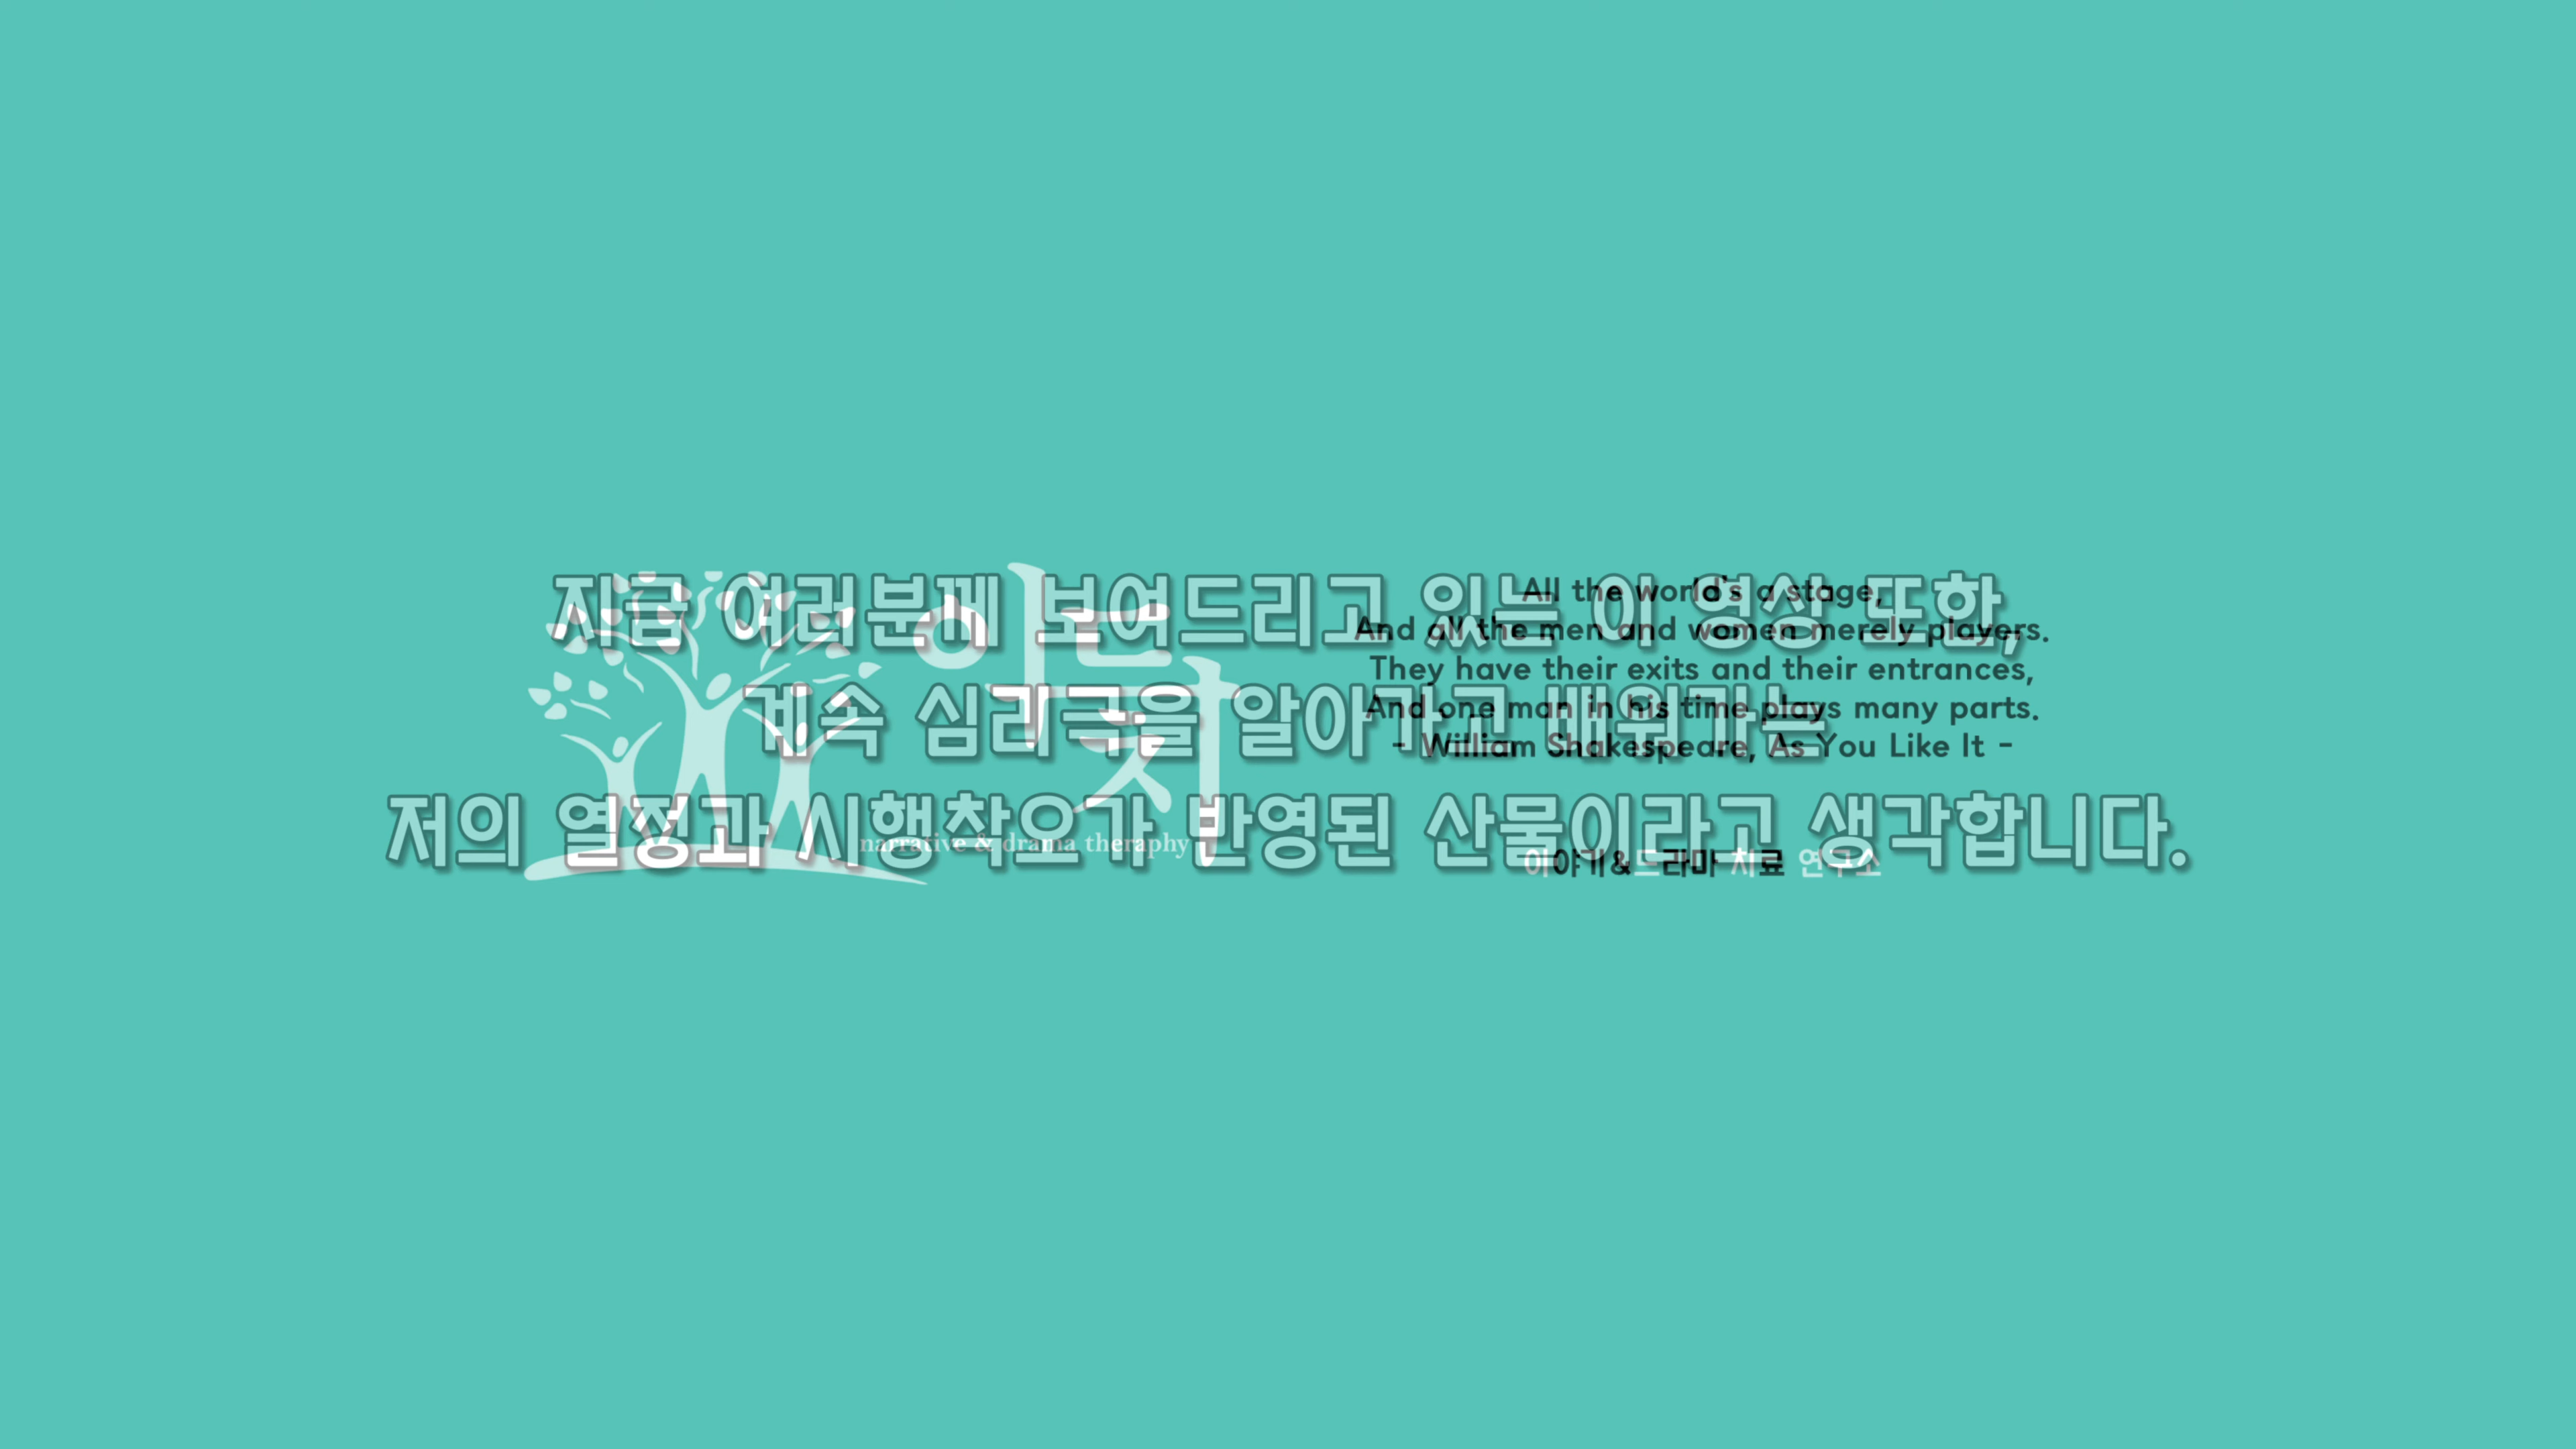 지금 여러분께 보여드리고 있는 이 영상 또한,
계속 심리극을 알아가고 배워가는
저의 열정과 시행착오가 반영된 산물이라고 생각합니다.
narrative & drama theraphy
All the world's a stage,
And all the men and women merely players.
They have their exits and their entrances,
And one man in his time plays many parts.
- William Shakespeare, As You Like It -
이야기&드라마 치료 연구소